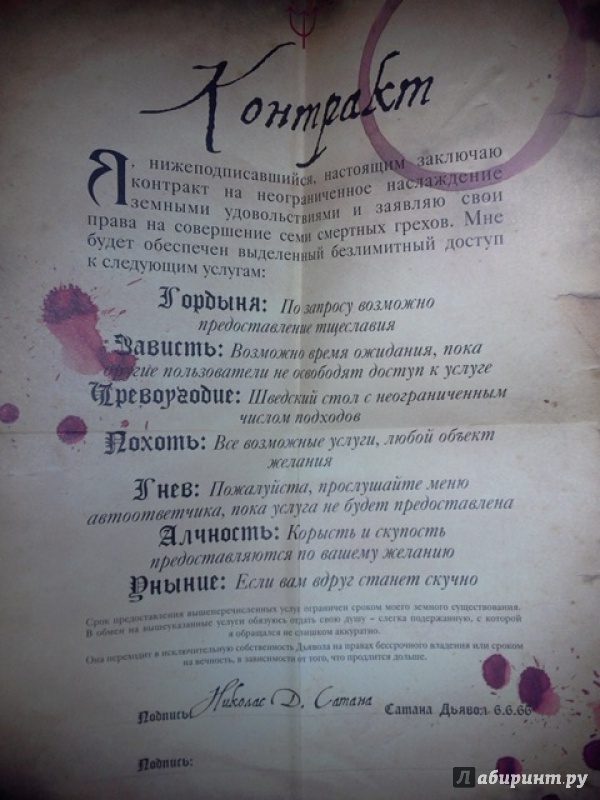 Контракт
Я, нижеподписавшийся, настоящим заключаю
контракт на неограниченное наслаждение
земными удовольствиями и заявляю свои
права на совершение семи смертных грехов. Мне
будет обеспечен выделенный безлимитный доступ
к следующим услугам:
Гордыня: По запросу возможно
предоставление тщеславия
Зависть: Возможно время ожидания, пока
другие пользователи не освободят доступ к услуге
Чревоугодие: Шведский стол с неограниченным
числом подходов
Похоть: Все возможные услуги, любой объект
желания
Гнев: Пожалуйста, прослушайте меню
автоответчика, пока услуга не будет предоставлена
Алчность: Корысть и скупость
предоставляются по вашему желанию
Уныние: Если вам вдруг станет скучно
Срок предоставления вышеперечисленных услуг ограничен сроком моего земного существования.
В обмен на вышеуказанные услуги обязуюсь отдать свою душу – слегка подержанную, с которой
я обращался не слишком аккуратно.
Она переходит в исключительную собственность Дьявола на правах бессрочного владения или сроком
на вечность, в зависимости от того, что продлится дольше.
Подпись: Николас Д. Сатана Сатана Дьявол 6.6.66
Подпись:
Лабиринт.ру